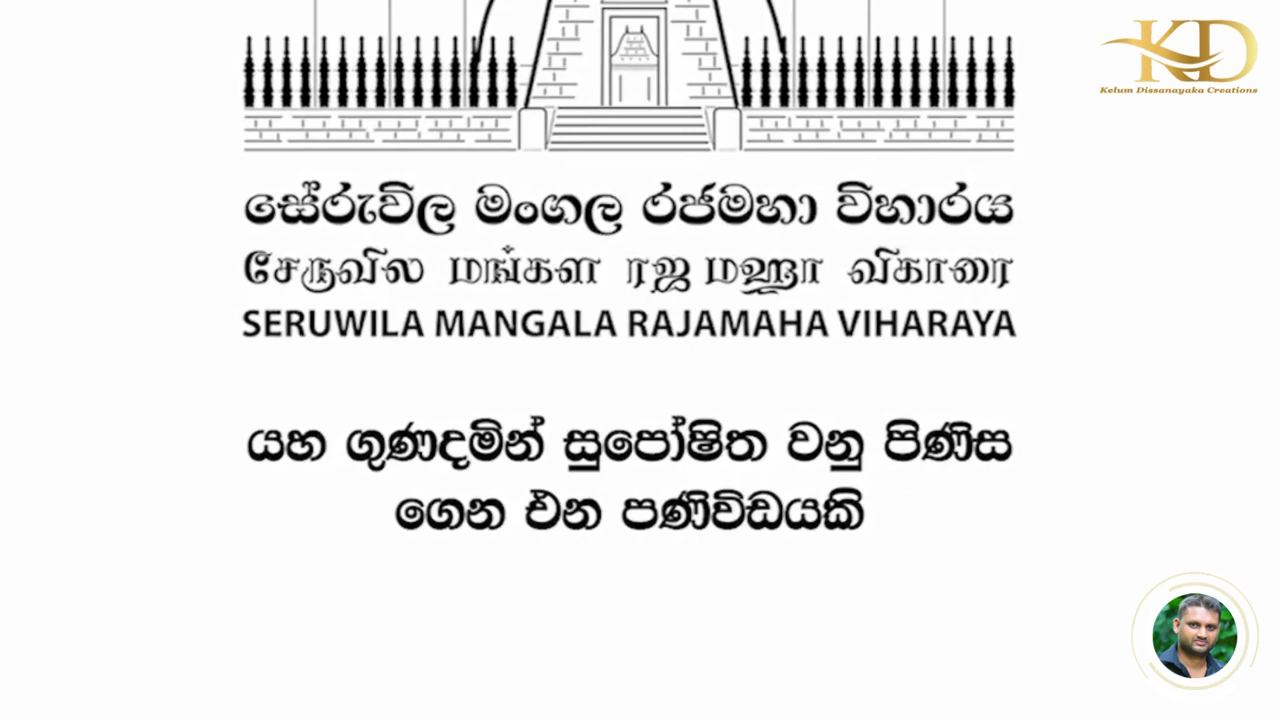 KD
Kelum Dissanayaka Creations
සේරුවිල මංගල රජමහා විහාරය
சேருவில மங்கள ரஜ மஹா விகாரை
SERUWILA MANGALA RAJAMAHA VIHARAYA
යහ ගුණදමින් සුපෝෂිත වනු පිණිස
ගෙන එන පණිවිඩයකි